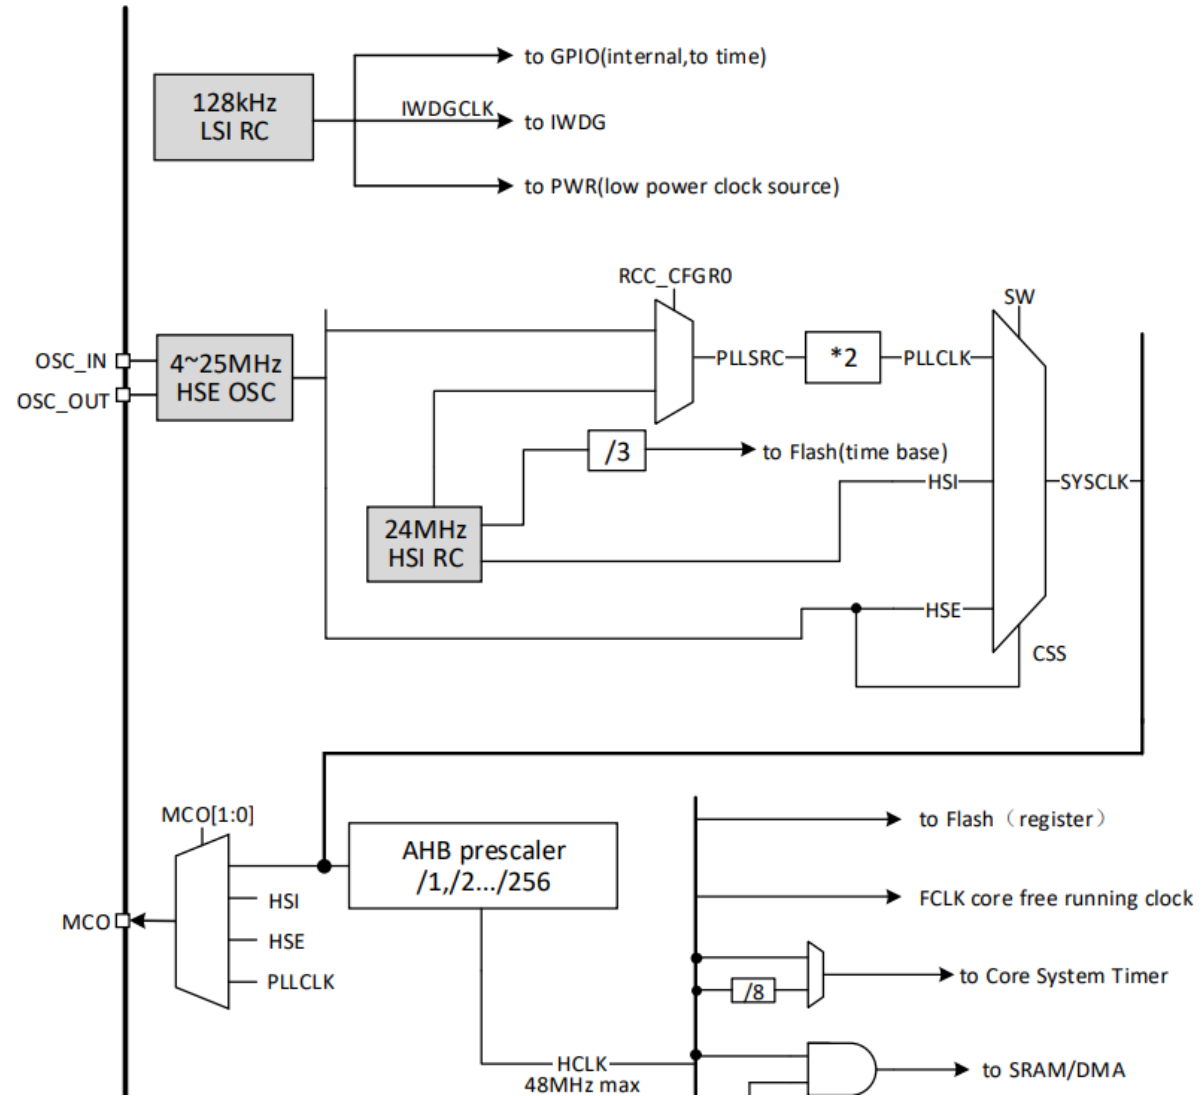 to GPIO(internal,to time)
128kHz
LSI RC
IWDGCLK
to IWDG
to PWR(low power clock source)
RCC_CFGR0
SW
OSC_IN
OSC_OUT
4~25MHz
HSE OSC
PLLSRC
*2
PLLCLK
/3
to Flash(time base)
HSI
SYSCLK
24MHz
HSI RC
HSE
CSS
MCO[1:0]
AHB prescaler
/1,/2.../256
to Flash（register）
HSI
FCLK core free running clock
MCO
HSE
PLLCLK
/8
to Core System Timer
HCLK
48MHz max
to SRAM/DMA